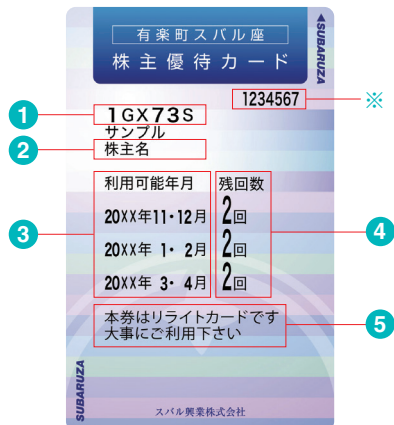 有楽町スバル座
株主優待カード
◀SUBARUZA
1234567
※
1
1GX73S
サンプル
2
株主名
利用可能年月
残回数
3
20XX年11・12月
2回
4
20XX年 1・ 2月
2回
20XX年 3・ 4月
2回
本券はリライトカードです
大事にご利用下さい
5
SUBARUZA
スバル興業株式会社